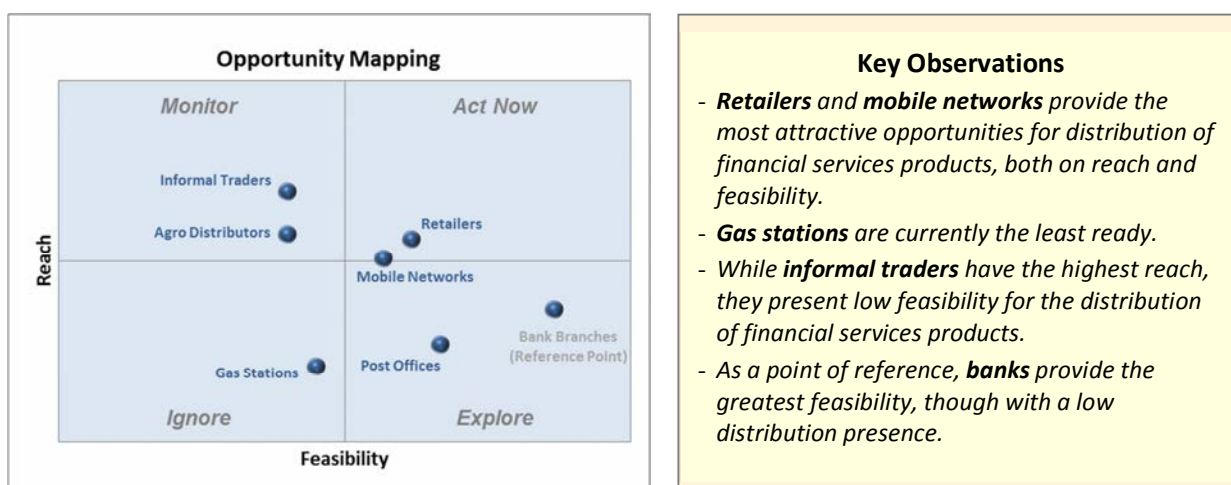 Opportunity Mapping
Monitor
Act Now
Informal Traders
Agro Distributors
Retailers
Mobile Networks
Reach
Bank Branches
(Reference Point)
Post Offices
Gas Stations
Ignore
Explore
Feasibility
Key Observations
- Retailers and mobile networks provide the
most attractive opportunities for distribution of
financial services products, both on reach and
feasibility.
- Gas stations are currently the least ready.
- While informal traders have the highest reach,
they present low feasibility for the distribution
of financial services products.
- As a point of reference, banks provide the
greatest feasibility, though with a low
distribution presence.